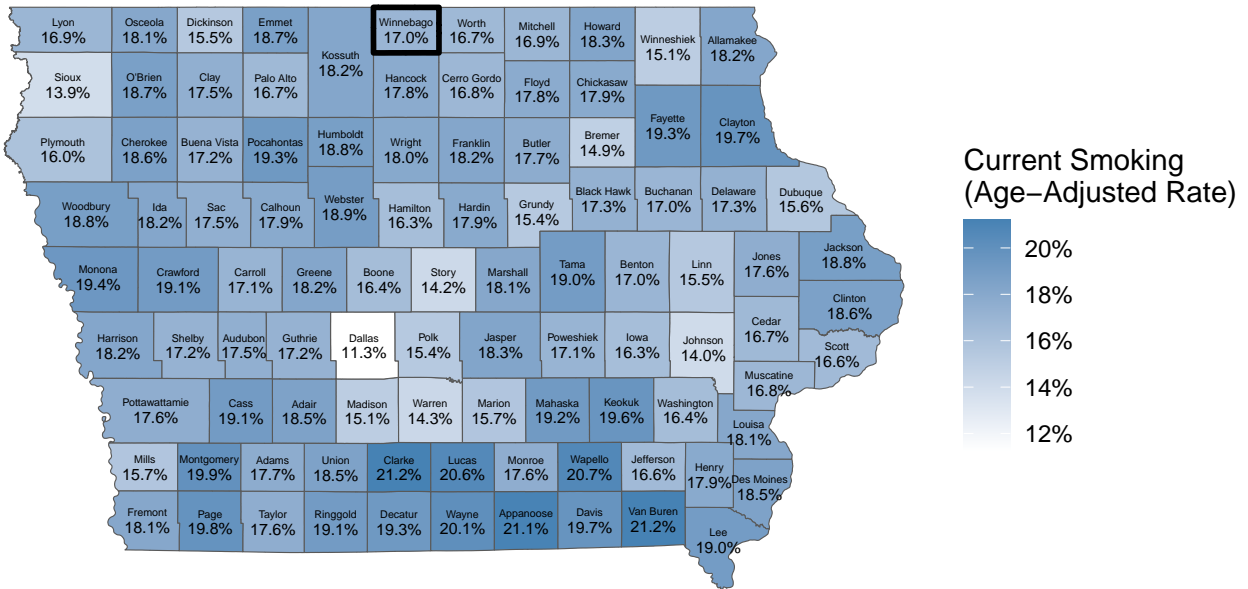 Lyon
16.9%
Osceola
18.1%
Dickinson
15.5%
Emmet
18.7%
Kossuth
18.2%
Winnebago
17.0%
Worth
16.7%
Mitchell
16.9%
Howard
18.3%
Winneshiek
15.1%
Allamakee
18.2%
Sioux
13.9%
O'Brien
18.7%
Clay
17.5%
Palo Alto
16.7%
Hancock
17.8%
Cerro Gordo
16.8%
Floyd
17.8%
Chickasaw
17.9%
Fayette
19.3%
Clayton
19.7%
Plymouth
16.0%
Cherokee
18.6%
Buena Vista
17.2%
Pocahontas
19.3%
Humboldt
18.8%
Wright
18.0%
Franklin
18.2%
Butler
17.7%
Bremer
14.9%
Woodbury
18.8%
Ida
18.2%
Sac
17.5%
Calhoun
17.9%
Webster
18.9%
Hamilton
16.3%
Hardin
17.9%
Grundy
15.4%
Black Hawk
17.3%
Buchanan
17.0%
Delaware
17.3%
Dubuque
15.6%
Monona
19.4%
Crawford
19.1%
Carroll
17.1%
Greene
18.2%
Boone
16.4%
Story
14.2%
Marshall
18.1%
Tama
19.0%
Benton
17.0%
Linn
15.5%
Jones
17.6%
Jackson
18.8%
Clinton
18.6%
Harrison
18.2%
Shelby
17.2%
Audubon
17.5%
Guthrie
17.2%
Dallas
11.3%
Polk
15.4%
Jasper
18.3%
Poweshiek
17.1%
Iowa
16.3%
Johnson
14.0%
Cedar
16.7%
Scott
16.6%
Muscatine
16.8%
Pottawattamie
17.6%
Cass
19.1%
Adair
18.5%
Madison
15.1%
Warren
14.3%
Marion
15.7%
Mahaska
19.2%
Keokuk
19.6%
Washington
16.4%
Louisa
18.1%
Mills
15.7%
Montgomery
19.9%
Adams
17.7%
Union
18.5%
Clarke
21.2%
Lucas
20.6%
Monroe
17.6%
Wapello
20.7%
Jefferson
16.6%
Henry
17.9%
Des Moines
18.5%
Fremont
18.1%
Page
19.8%
Taylor
17.6%
Ringgold
19.1%
Decatur
19.3%
Wayne
20.1%
Appanoose
21.1%
Davis
19.7%
Van Buren
21.2%
Lee
19.0%
Current Smoking
(Age−Adjusted Rate)
20%
18%
16%
14%
12%